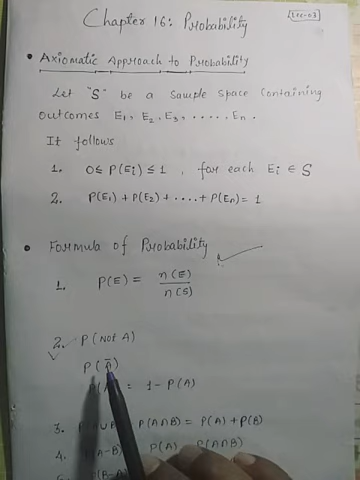 Chapter 16: Probability
Lec-03
• Axiomatic Approach to Probability
Let "S" be a sample space containing
outcomes E₁, E₂, E₃, ....., Eₙ.
It follows
1. 0 ≤ P(Eᵢ) ≤ 1 , for each Eᵢ ∈ S
2. P(E₁) + P(E₂) + .... + P(Eₙ) = 1
• Formula of Probability
1. P(E) = n(E) / n(S)
2. P(Not A)
P(A̅)
= 1 - P(A)
3. P(A∩B) = P(A) + P(B)
4. P(A-B) P(A) P(A∩B)